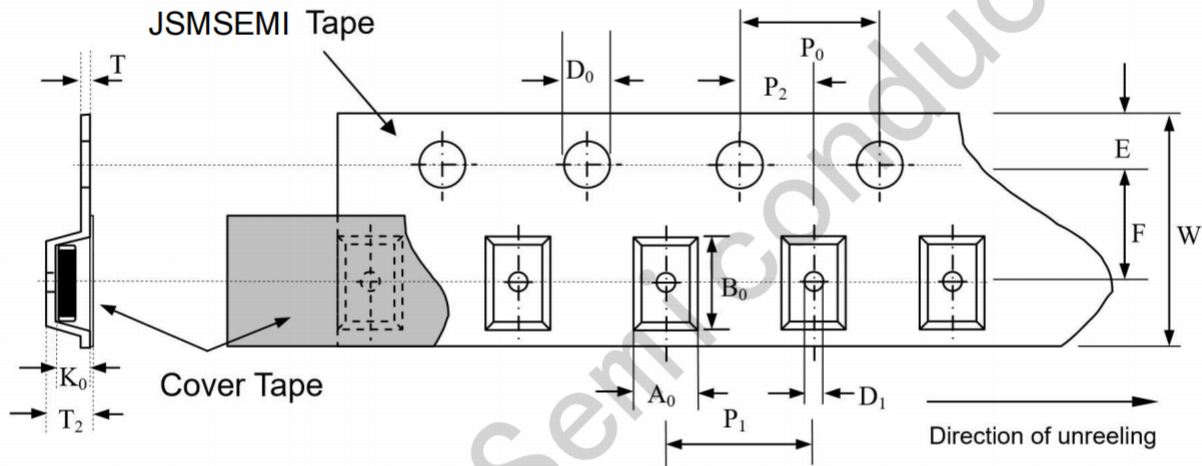 JSMSEMI Tape
T
D₀
P₀
P₂
E
F
W
B₀
K₀
Cover Tape
A₀
D₁
T₂
P₁
Direction of unreeling
Semiconduc